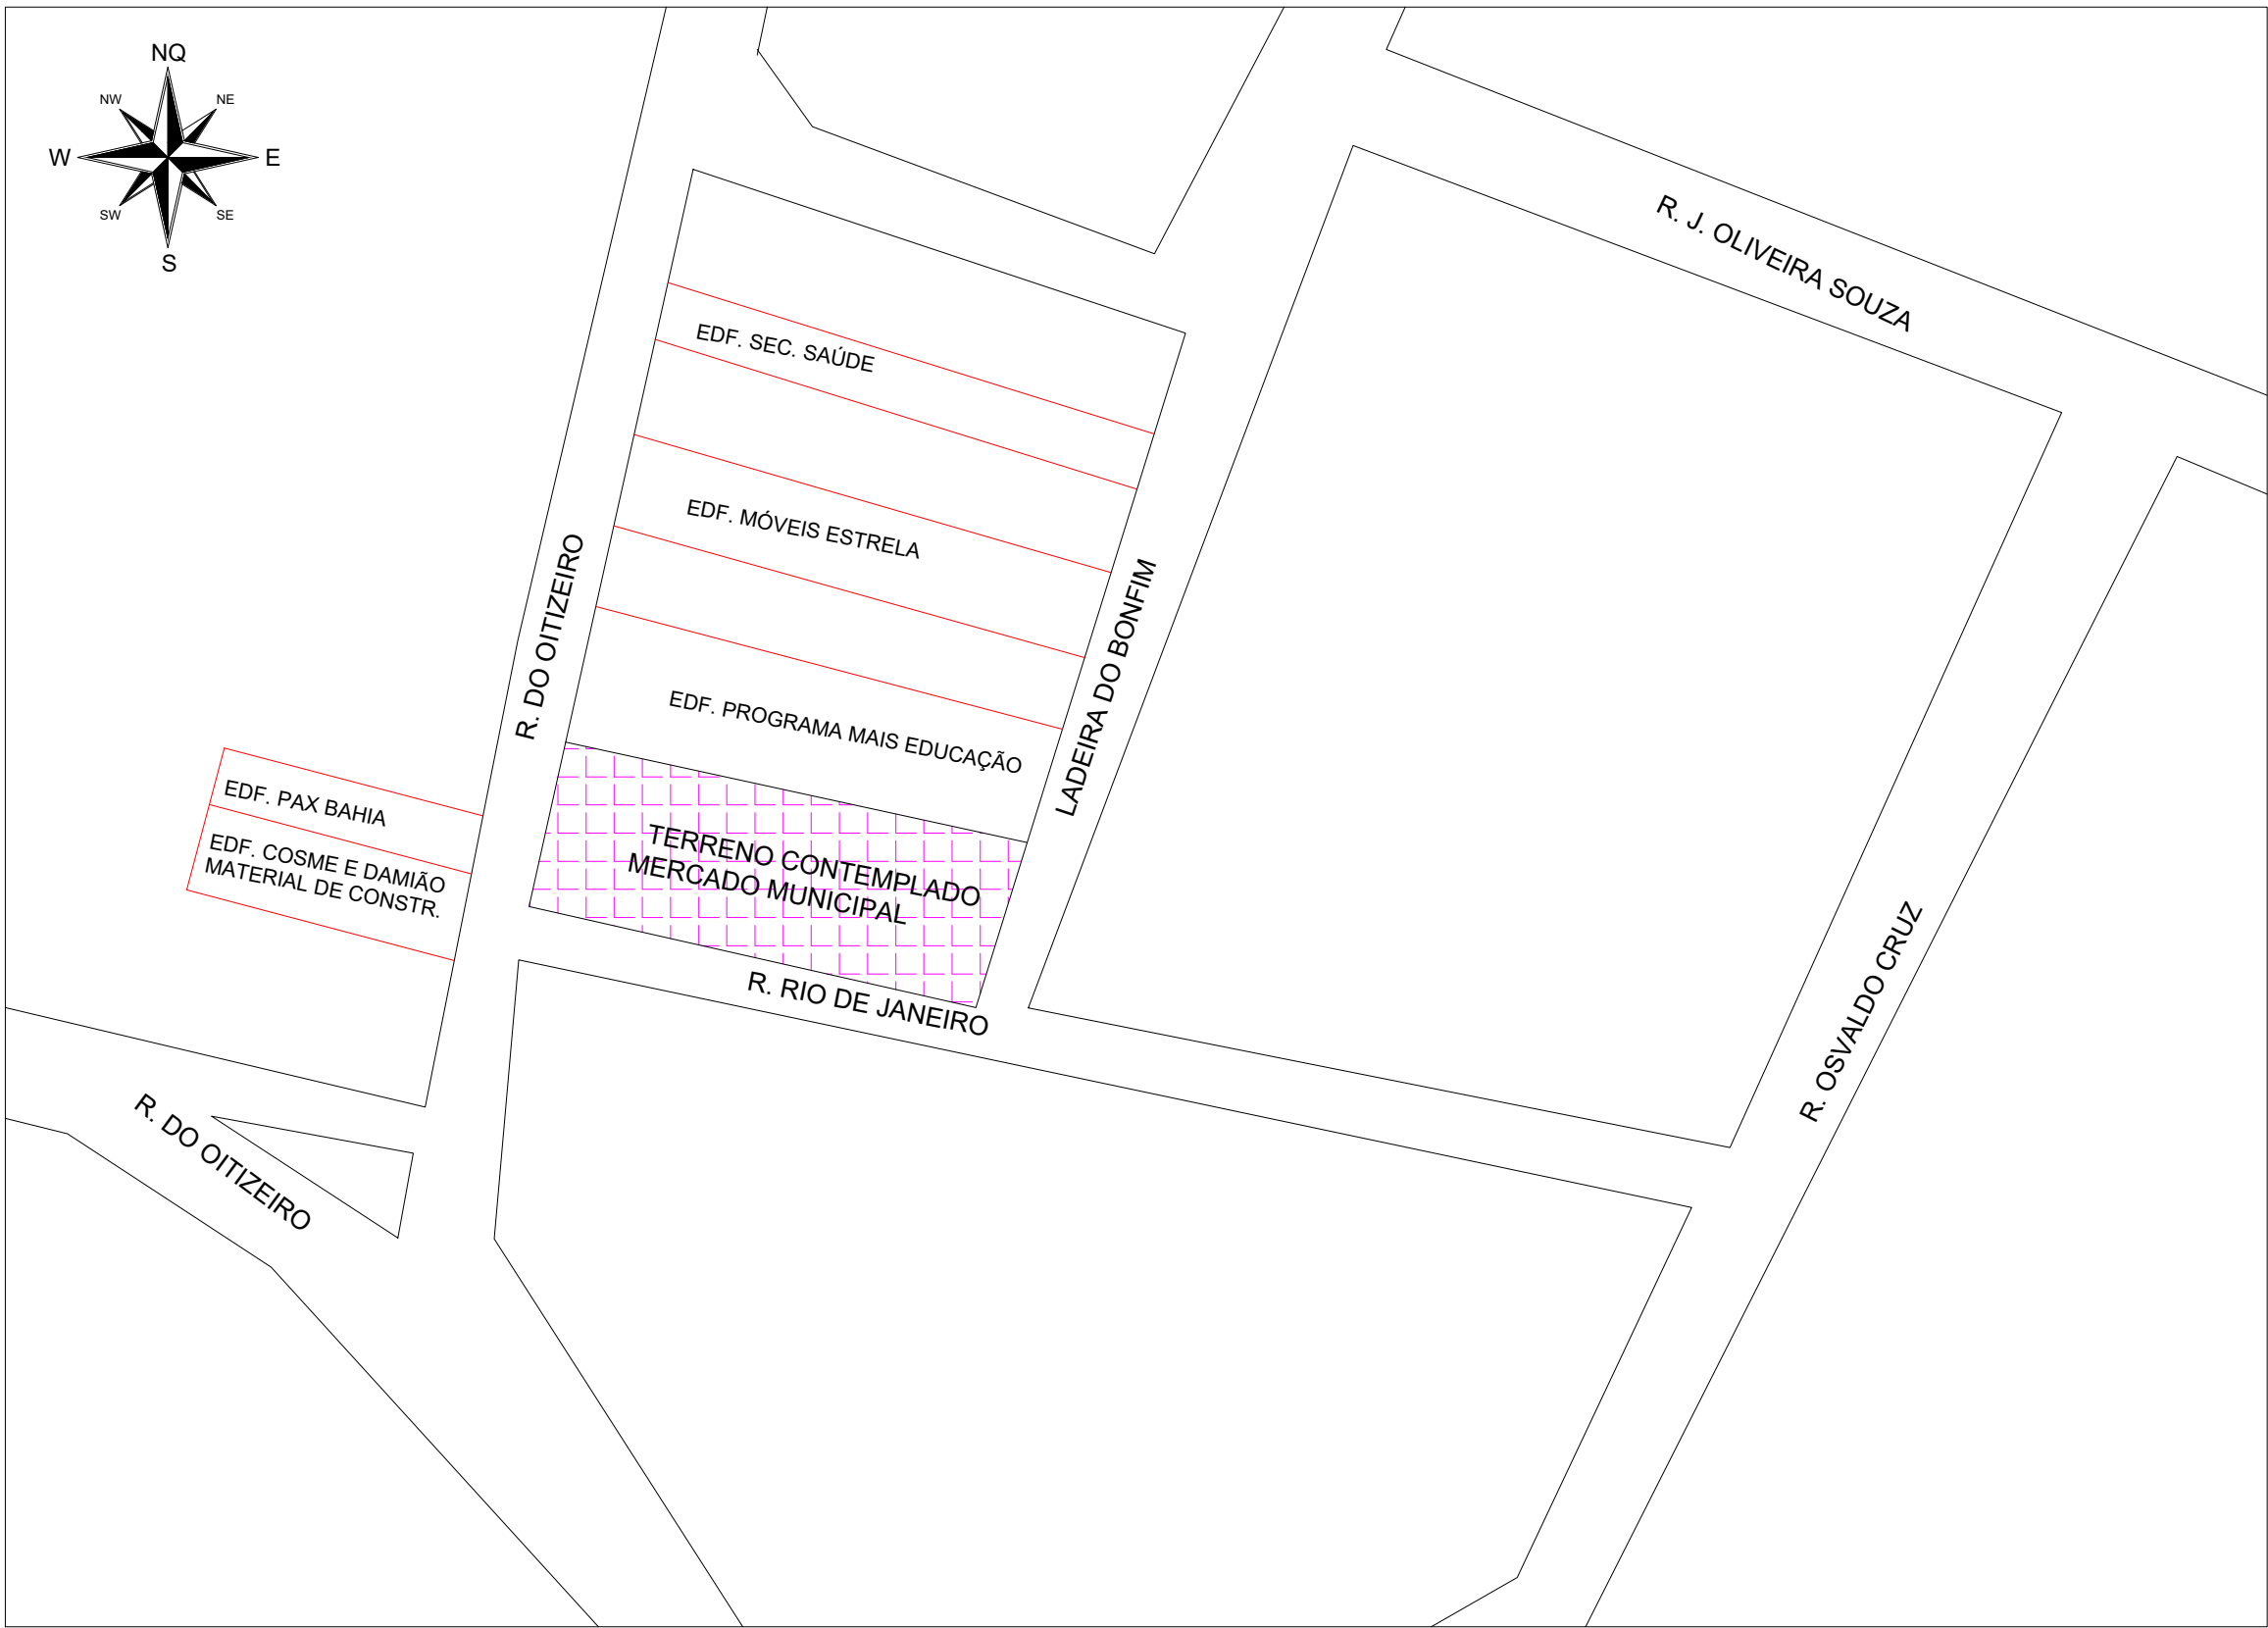 NQ
NW
NE
W
E
SW
SE
S
R. J. OLIVEIRA SOUZA
EDF. SEC. SAÚDE
EDF. MÓVEIS ESTRELA
R. DO OITIZEIRO
LADEIRA DO BONFIM
EDF. PROGRAMA MAIS EDUCAÇÃO
EDF. PAX BAHIA
EDF. COSME E DAMIÃO
MATERIAL DE CONSTR.
TERRENO CONTEMPLADO
MERCADO MUNICIPAL
R. RIO DE JANEIRO
R. OSVALDO CRUZ
R. DO OITIZEIRO